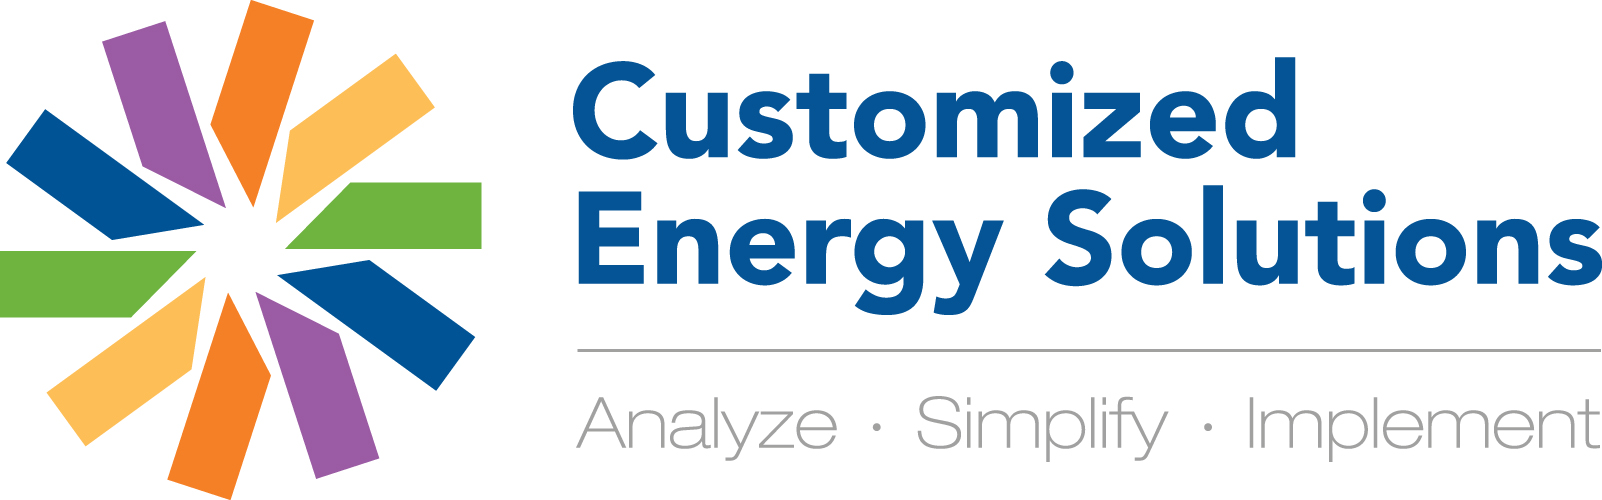 Customized
Energy Solutions
Analyze · Simplify · Implement